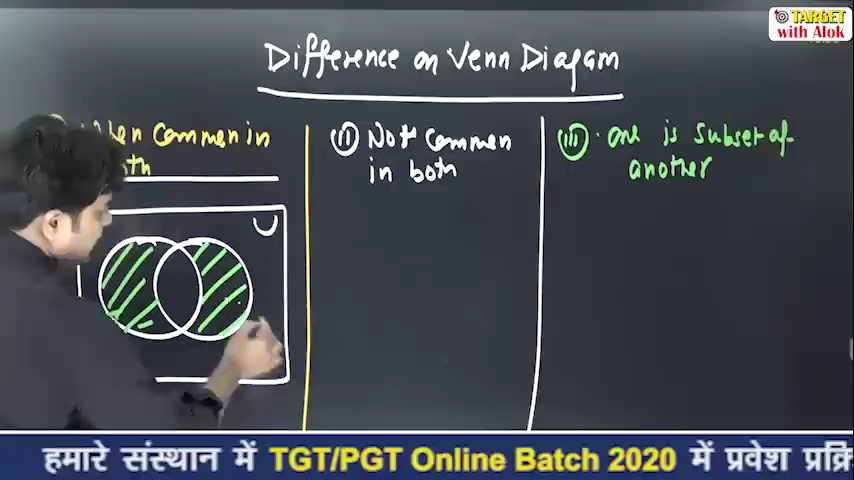 TARGET
with Alok
Difference on Venn Diagram
When Common in
(II) Not Common
in both
(III) · one is Subset of
another
U
हमारे संस्थान में TGT/PGT Online Batch 2020 में प्रवेश